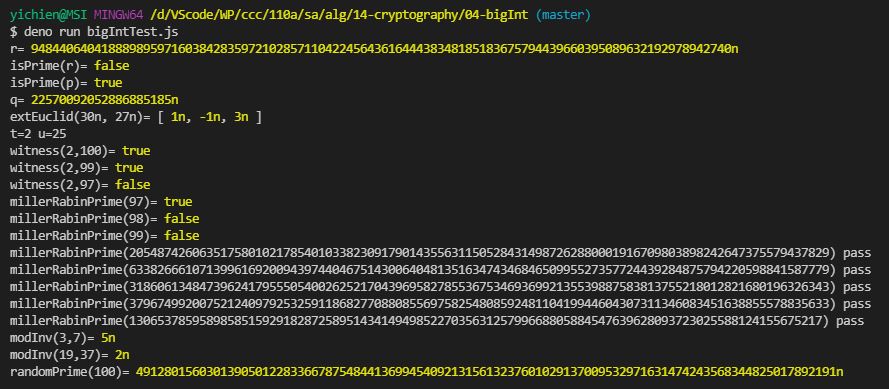 yichien@MSI MINGW64 /d/VScode/WP/ccc/110a/sa/alg/14-cryptography/04-bigInt (master)
$ deno run bigIntTest.js
r= 94844064041888989597160384283597210285711042245643616444383481851836757944396603950896321929789427​40n
isPrime(r)= false
isPrime(p)= true
q= 22570092052886885185n
extEuclid(30n, 27n)= [ 1n, -1n, 3n ]
t=2 u=25
witness(2,100)= true
witness(2,99)= true
witness(2,97)= false
millerRabinPrime(97)= true
millerRabinPrime(98)= false
millerRabinPrime(99)= false
millerRabinPrime(2054874260635175801021785401033823091790143556311505284314987262880001916709803898242647375579437829) pass
millerRabinPrime(6338266610713996169200943974404675143006404813516347434684650995527357724439284875794220598841587779) pass
millerRabinPrime(3186061348473962417955505400262521704396958278553675346936992135539887583813755218012821680196326343) pass
millerRabinPrime(3796749920075212409792532591186827708808556975825480859248110419944604307311346083451638855578835633) pass
millerRabinPrime(1306537859589858515929182872589514341494985227035631257996688058845476396280937230255881241556​75217) pass
modInv(3,7)= 5n
modInv(19,37)= 2n
randomPrime(100)= 4912801560301390501228336678754844136994540921315613237601029137009532971631474243568344825017892191n